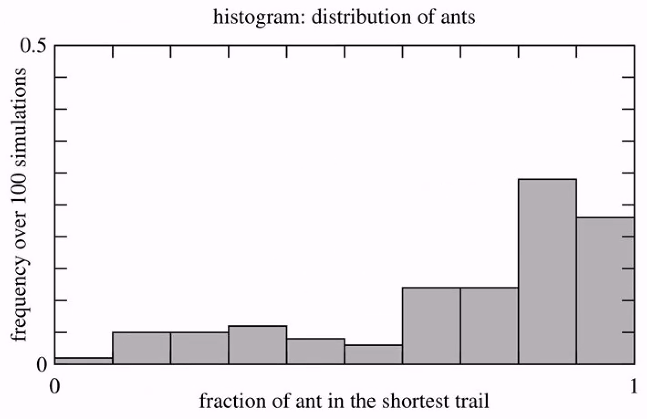 histogram: distribution of ants
0.5
frequency over 100 simulations
0
0
1
fraction of ant in the shortest trail